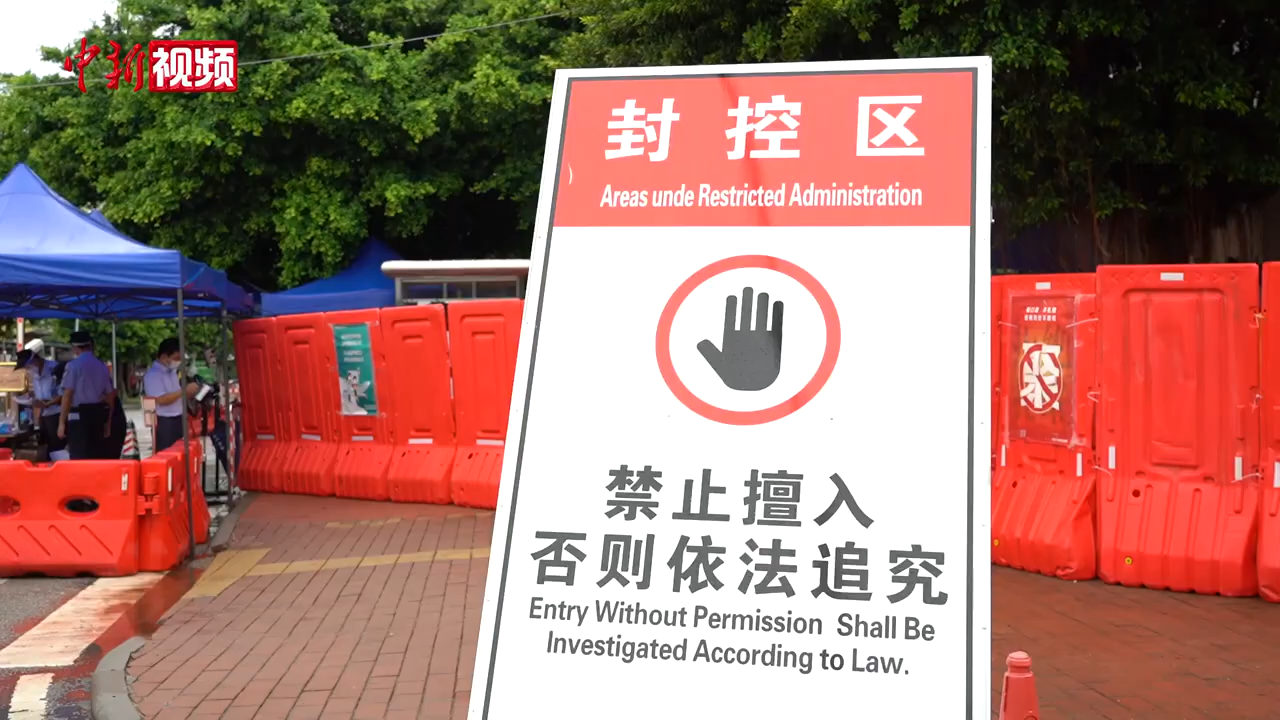 中新视频
封控区
Areas unde Restricted Administration
禁止擅入
否则依法追究
Entry Without Permission Shall Be
Investigated According to Law.